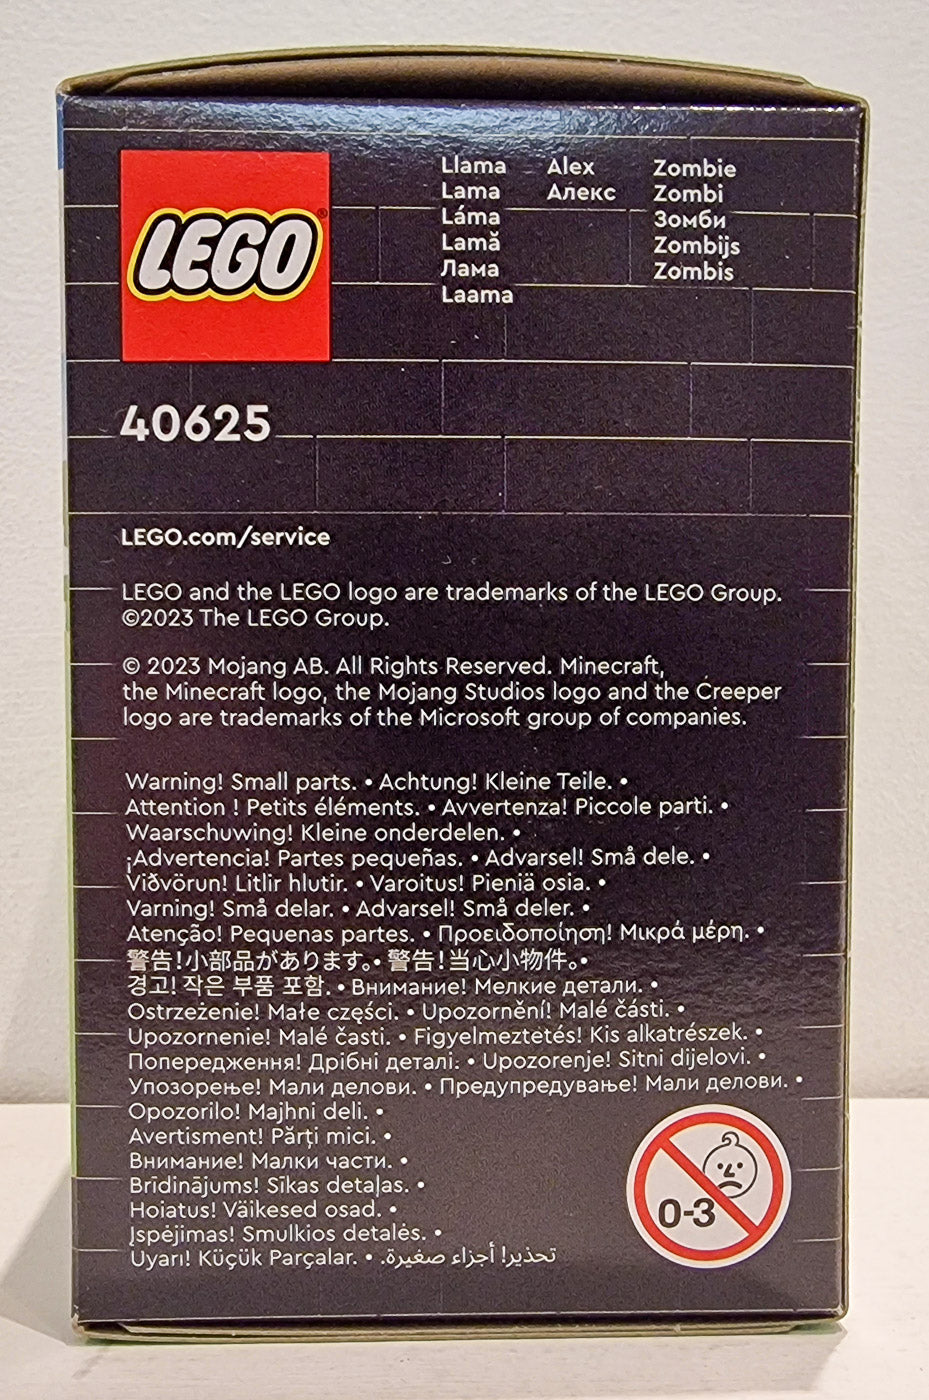 LEGO®
Llama
Lama
Láma
Lamă
Лама
Laama
Alex
Алекс
Zombie
Zombi
Зомби
Zombijs
Zombis
40625
LEGO.com/service
LEGO and the LEGO logo are trademarks of the LEGO Group.
©2023 The LEGO Group.
© 2023 Mojang AB. All Rights Reserved. Minecraft,
the Minecraft logo, the Mojang Studios logo and the Creeper
logo are trademarks of the Microsoft group of companies.
Warning! Small parts. • Achtung! Kleine Teile. •
Attention ! Petits éléments. • Avvertenza! Piccole parti. •
Waarschuwing! Kleine onderdelen. •
¡Advertencia! Partes pequeñas. • Advarsel! Små dele. •
Viðvörun! Litlir hlutir. • Varoitus! Pieniä osia. •
Varning! Små delar. • Advarsel! Små deler. •
Atenção! Pequenas partes. • Προειδοποίηση! Μικρά μέρη. •
警告!小部品があります。• 警告!当心小物件。•
경고! 작은 부품 포함. • Внимание! Мелкие детали. •
Ostrzeżenie! Małe części. • Upozornění! Malé části. •
Upozornenie! Malé časti. • Figyelmeztetés! Kis alkatrészek. •
Попередження! Дрібні деталі. • Upozorenje! Sitni dijelovi. •
Упозорење! Мали делови. • Предупредување! Мали делови. •
Opozorilo! Majhni deli. •
Avertisment! Părți mici. •
Внимание! Малки части. •
Brīdinājums! Sīkas detaļas. •
Hoiatus! Väikesed osad. •
Įspėjimas! Smulkios detalės. •
Uyarı! Küçük Parçalar. • تحذير! أجزاء صغيرة.
0-3